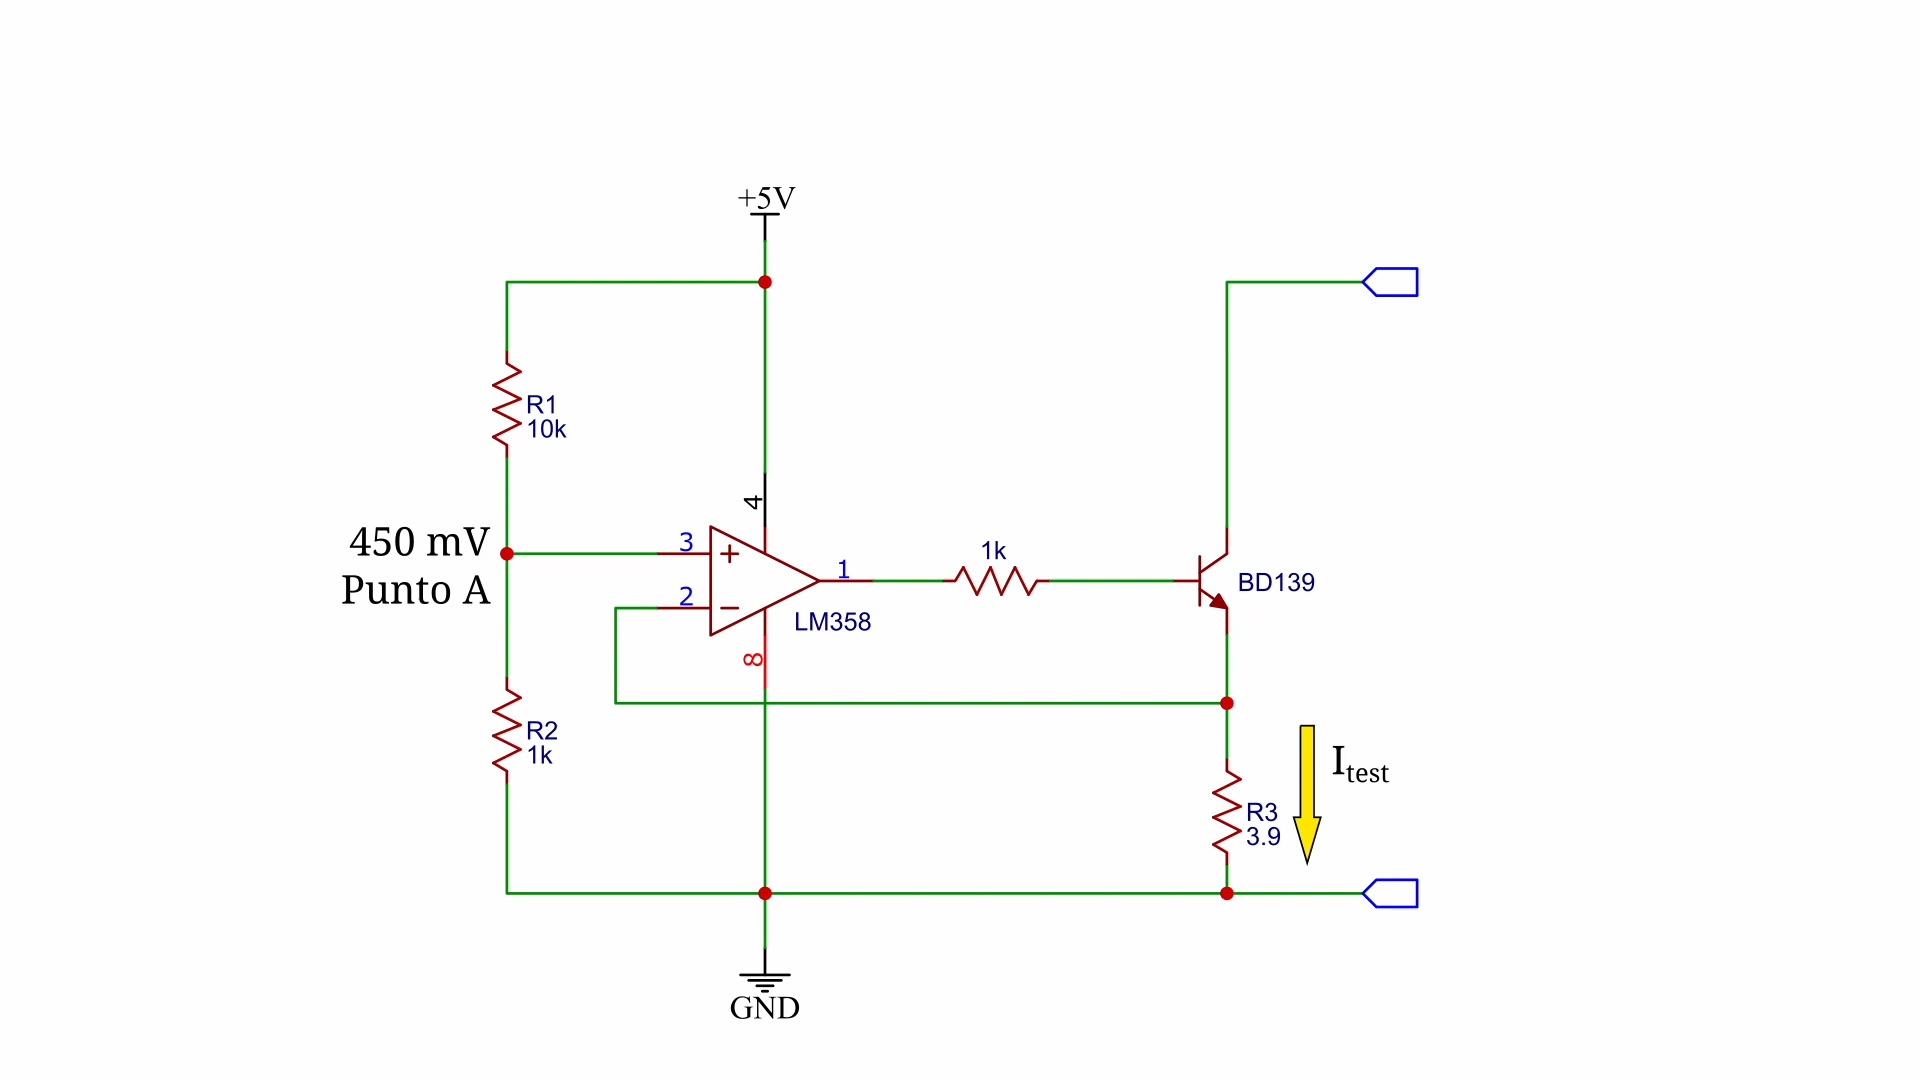 +5V
R1
10k
4
450 mV
Punto A
3
2
1
1k
BD139
LM358
8
R2
1k
I_test
R3
3.9
GND